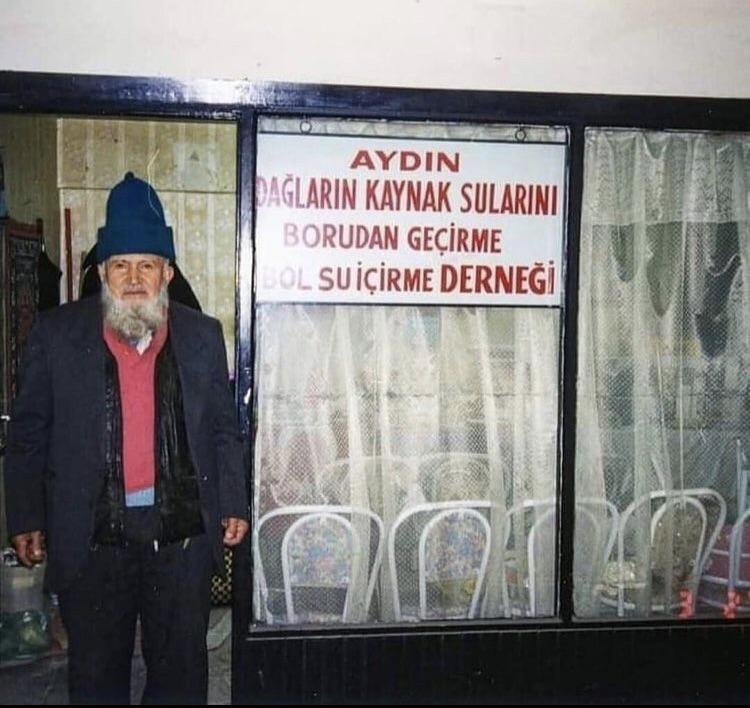 AYDIN
DAĞLARIN KAYNAK SULARINI
BORUDAN GEÇİRME
BOL SU İÇİRME DERNEĞİ